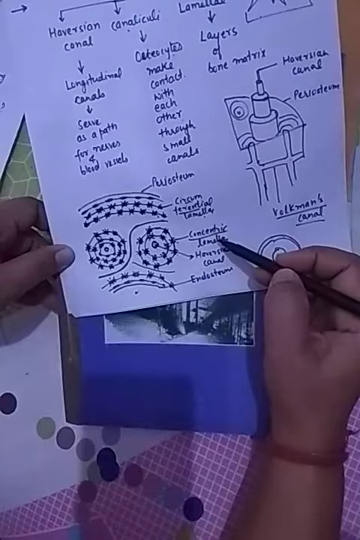 Lamellae
Haversian canal
canaliculi
↓
Longitudinal
canals
↓
Serve
as a path
for nerves
&
blood vessels
Osteocytes
make
contact
with
each
other
through
small
canals
Layers
of
bone matrix
Haversian
canal
Periosteum
Volkman's
canal
Periosteum
Circum
ferential
lamellae
Concentric
lamella
Haversian
canal
Endosteum